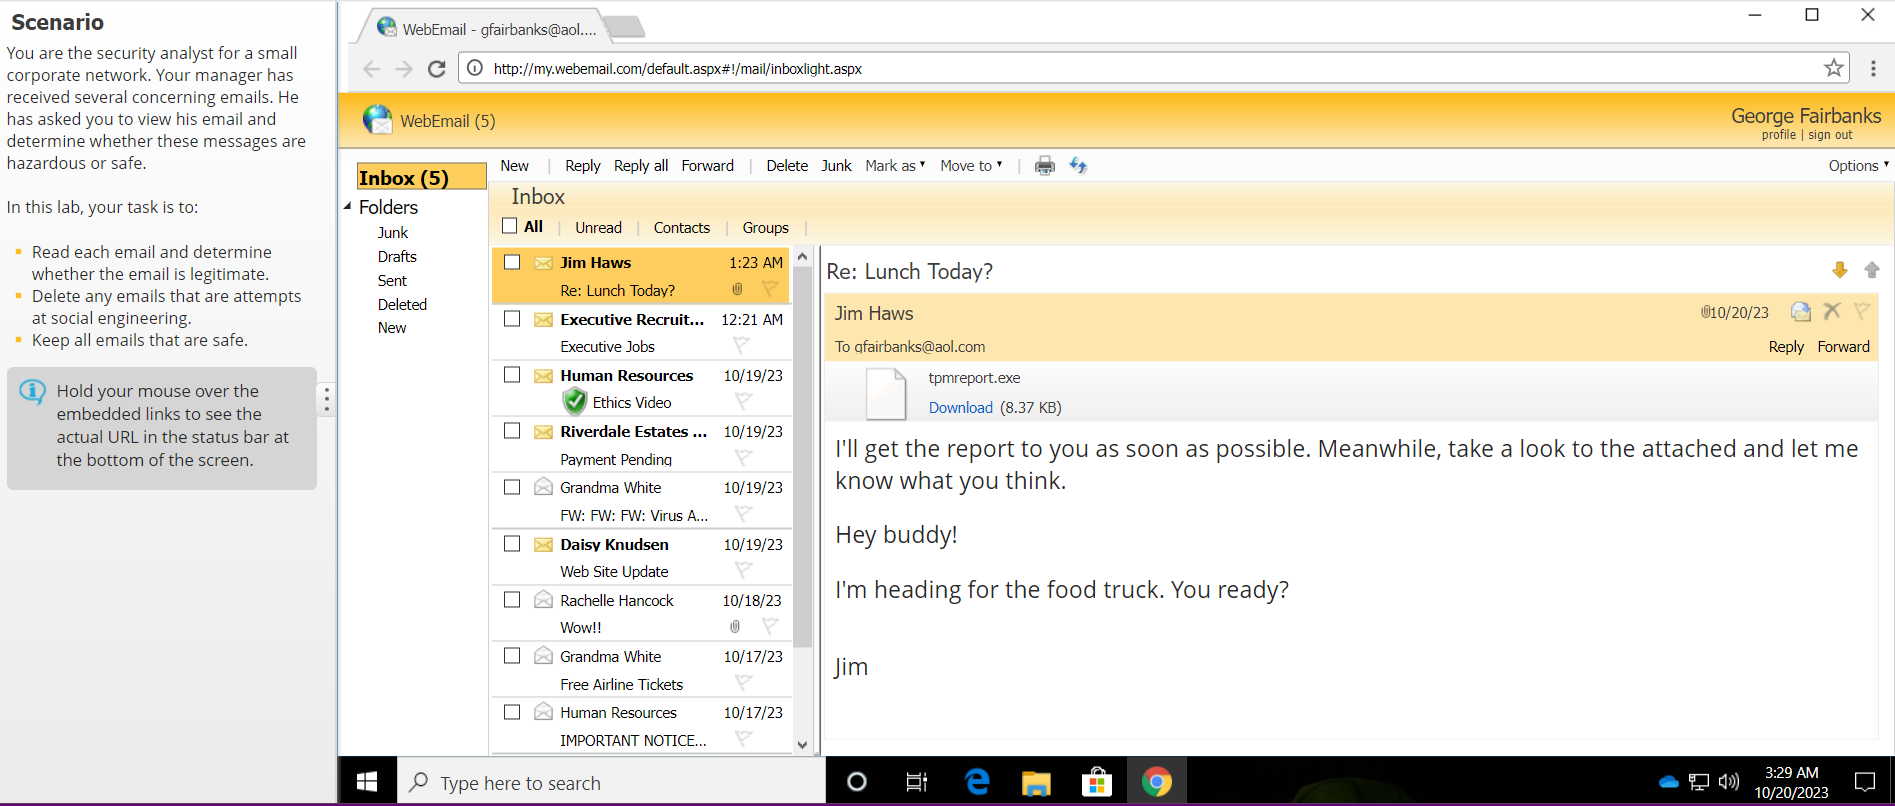 Scenario
You are the security analyst for a small
corporate network. Your manager has
received several concerning emails. He
has asked you to view his email and
determine whether these messages are
hazardous or safe.
In this lab, your task is to:
Read each email and determine
whether the email is legitimate.
Delete any emails that are attempts
at social engineering.
Keep all emails that are safe.
Hold your mouse over the
embedded links to see the
actual URL in the status bar at
the bottom of the screen.
WebEmail - gfairbanks@aol....
http://my.webemail.com/default.aspx#!/mail/inboxlight.aspx
WebEmail (5)
George Fairbanks
profile | sign out
Inbox (5)
Folders
Junk
Drafts
Sent
Deleted
New
New | Reply Reply all Forward | Delete Junk Mark as Move to | Options
Inbox
All | Unread | Contacts | Groups |
Jim Haws 1:23 AM
Re: Lunch Today?
Executive Recruit... 12:21 AM
Executive Jobs
Human Resources 10/19/23
Ethics Video
Riverdale Estates ... 10/19/23
Payment Pending
Grandma White 10/19/23
FW: FW: FW: Virus A...
Daisy Knudsen 10/19/23
Web Site Update
Rachelle Hancock 10/18/23
Wow!!
Grandma White 10/17/23
Free Airline Tickets
Human Resources 10/17/23
IMPORTANT NOTICE...
Re: Lunch Today?
Jim Haws 10/20/23
To gfairbanks@aol.com Reply Forward
tpmreport.exe
Download (8.37 KB)
I'll get the report to you as soon as possible. Meanwhile, take a look to the attached and let me
know what you think.
Hey buddy!
I'm heading for the food truck. You ready?
Jim
Type here to search
3:29 AM
10/20/2023